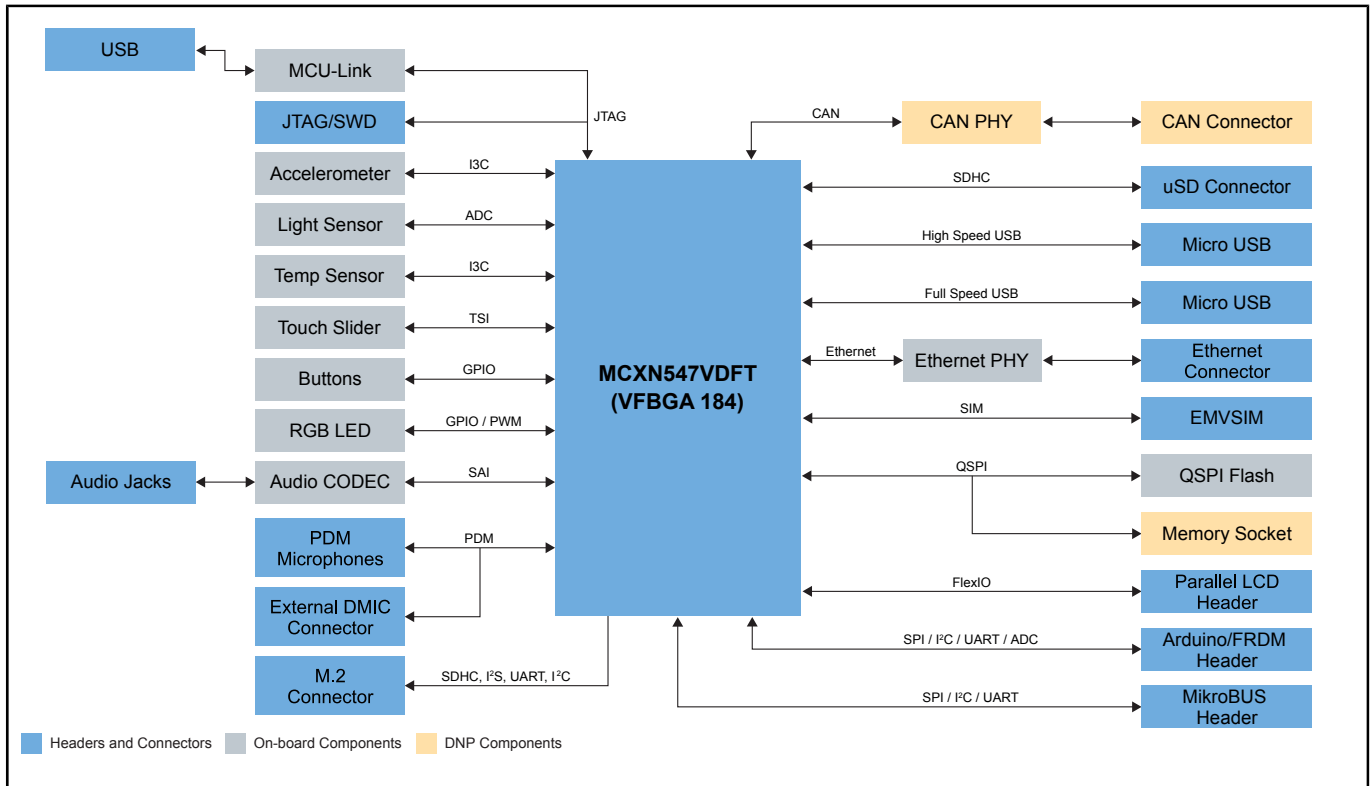 USB
MCU-Link
JTAG/SWD
JTAG
Accelerometer
I3C
Light Sensor
ADC
Temp Sensor
I3C
Touch Slider
TSI
Buttons
GPIO
RGB LED
GPIO / PWM
Audio Jacks
Audio CODEC
SAI
PDM
Microphones
PDM
External DMIC
Connector
M.2
Connector
SDHC, I²S, UART, I²C
MCXN547VDFT
(VFBGA 184)
CAN
CAN PHY
CAN Connector
SDHC
uSD Connector
High Speed USB
Micro USB
Full Speed USB
Micro USB
Ethernet
Ethernet PHY
Ethernet
Connector
SIM
EMVSIM
QSPI
QSPI Flash
Memory Socket
FlexIO
Parallel LCD
Header
SPI / I²C / UART / ADC
Arduino/FRDM
Header
SPI / I²C / UART
MikroBUS
Header
Headers and Connectors
On-board Components
DNP Components